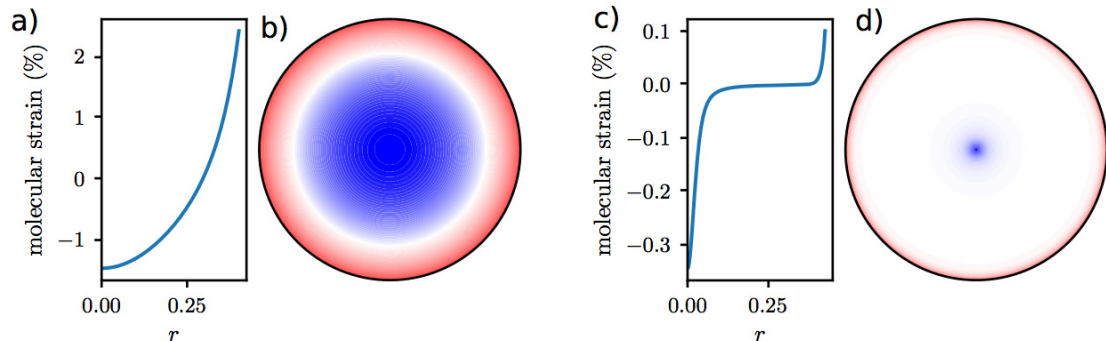 a)
molecular strain (%)
2
1
0
−1
0.00
0.25
r
b)
c)
molecular strain (%)
0.1
0.0
−0.1
−0.2
−0.3
0.00
0.25
r
d)